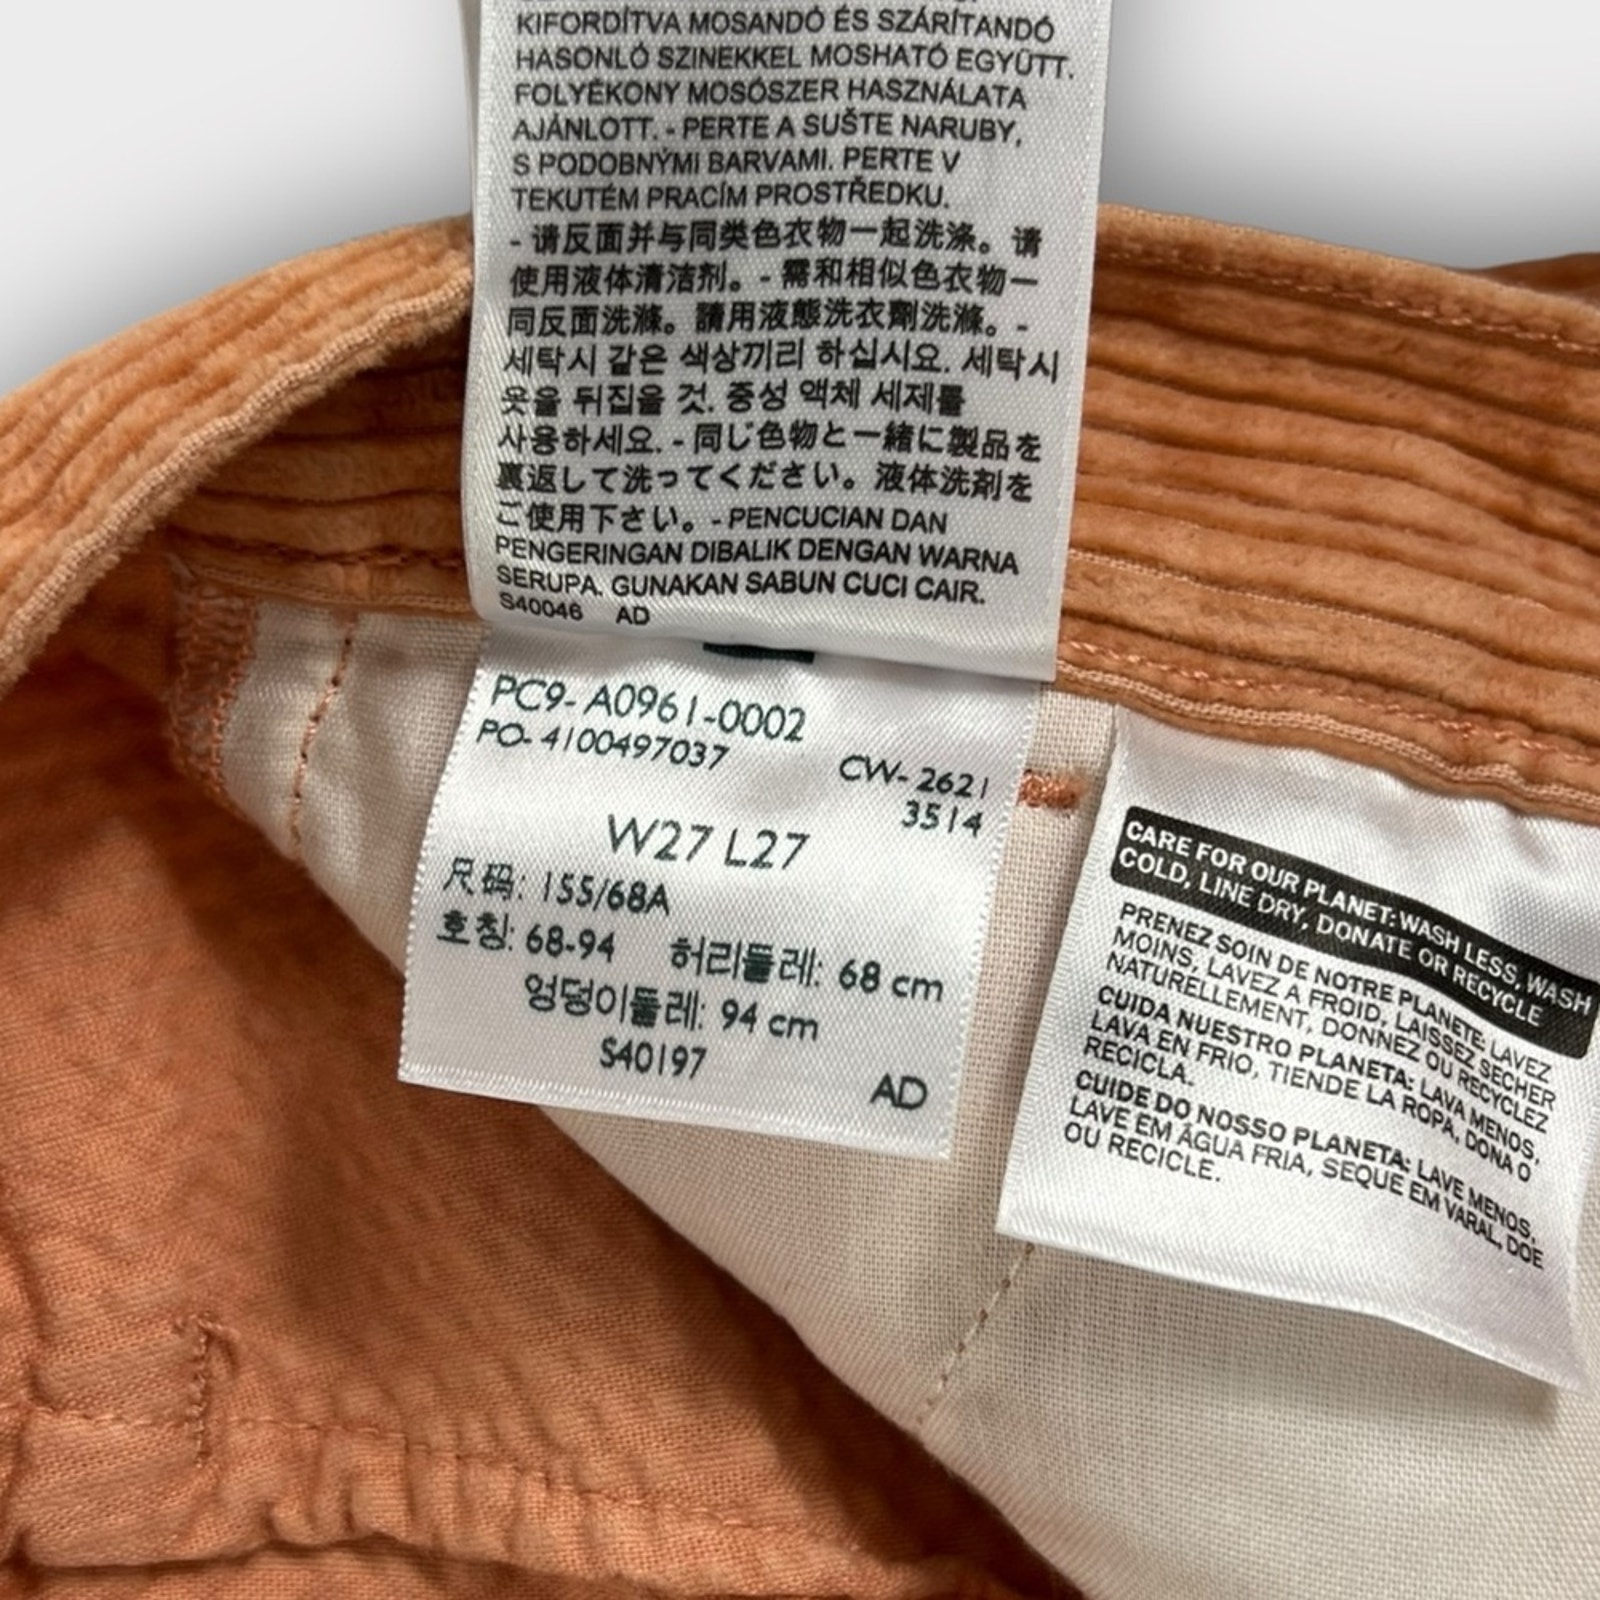 KIFORDÍTVA MOSANDÓ ÉS SZÁRÍTANDÓ
HASONLÓ SZINEKKEL MOSHATÓ EGYÜTT.
FOLYÉKONY MOSÓSZER HASZNÁLATA
AJÁNLOTT. - PERTE A SUŠTE NARUBY,
S PODOBNÝMI BARVAMI. PERTE V
TEKUTÉM PRACÍM PROSTŘEDKU.
- 请反面并与同类色衣物一起洗涤。请
使用液体清洁剂。- 需和相似色衣物一
同反面洗滌。請用液態洗衣劑洗滌。-
세탁시 같은 색상끼리 하십시요. 세탁시
옷을 뒤집을 것. 중성 액체 세제를
사용하세요. - 同じ色物と一緒に製品を
裏返して洗ってください。液体洗剤を
ご使用下さい。- PENCUCIAN DAN
PENGERINGAN DIBALIK DENGAN WARNA
SERUPA. GUNAKAN SABUN CUCI CAIR.
S40046 AD
PC9- A0961-0002
PO- 4100497037
CW- 2621
3514
W27 L27
尺码: 155/68A
호칭: 68-94 허리둘레: 68 cm
엉덩이둘레: 94 cm
S40197
AD
CARE FOR OUR PLANET: WASH LESS, WASH
COLD, LINE DRY, DONATE OR RECYCLE
PRENEZ SOIN DE NOTRE PLANETE: LAVEZ
MOINS, LAVEZ A FROID, LAISSEZ SECHER
NATURELLEMENT, DONNEZ OU RECYCLEZ
CUIDA NUESTRO PLANETA: LAVA MENOS,
LAVA EN FRIO, TIENDE LA ROPA, DONA O
RECICLA.
CUIDE DO NOSSO PLANETA: LAVE MENOS,
LAVE EM ÁGUA FRIA, SEQUE EM VARAL, DOE
OU RECICLE.